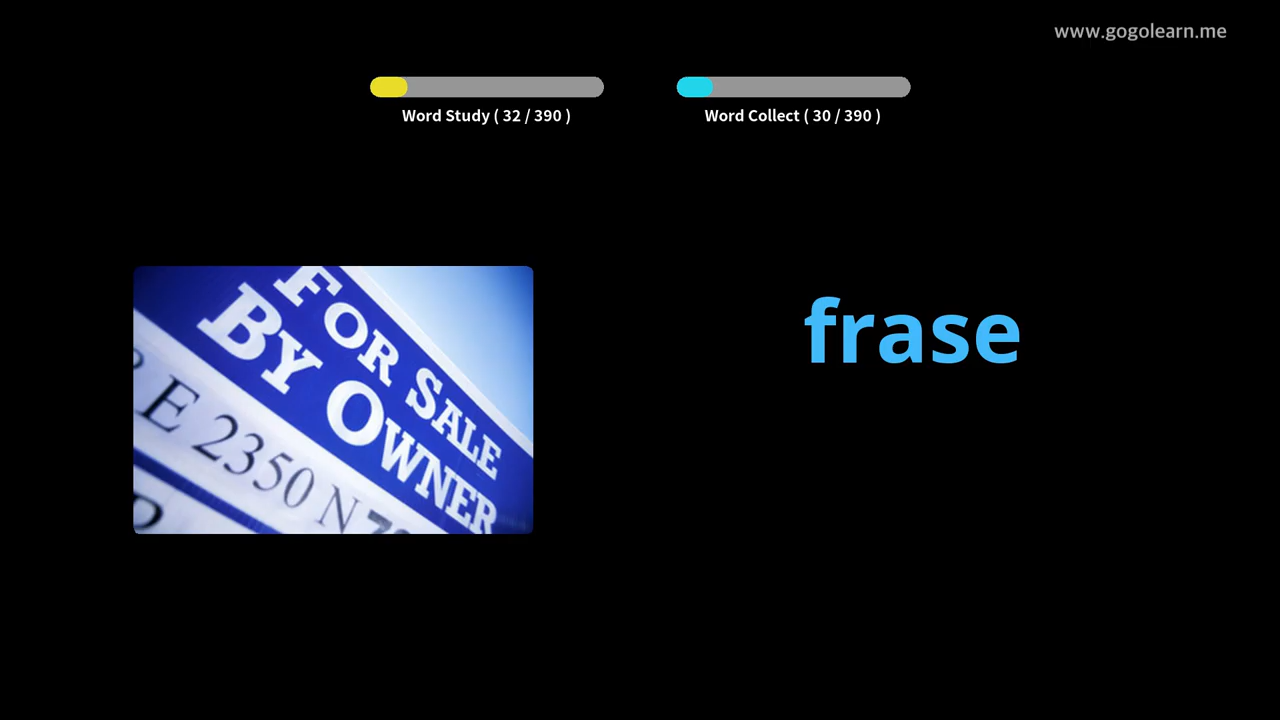 www.gogolearn.me
Word Study ( 32 / 390 )
Word Collect ( 30 / 390 )
FOR SALE
BY OWNER
E 2350 N
frase